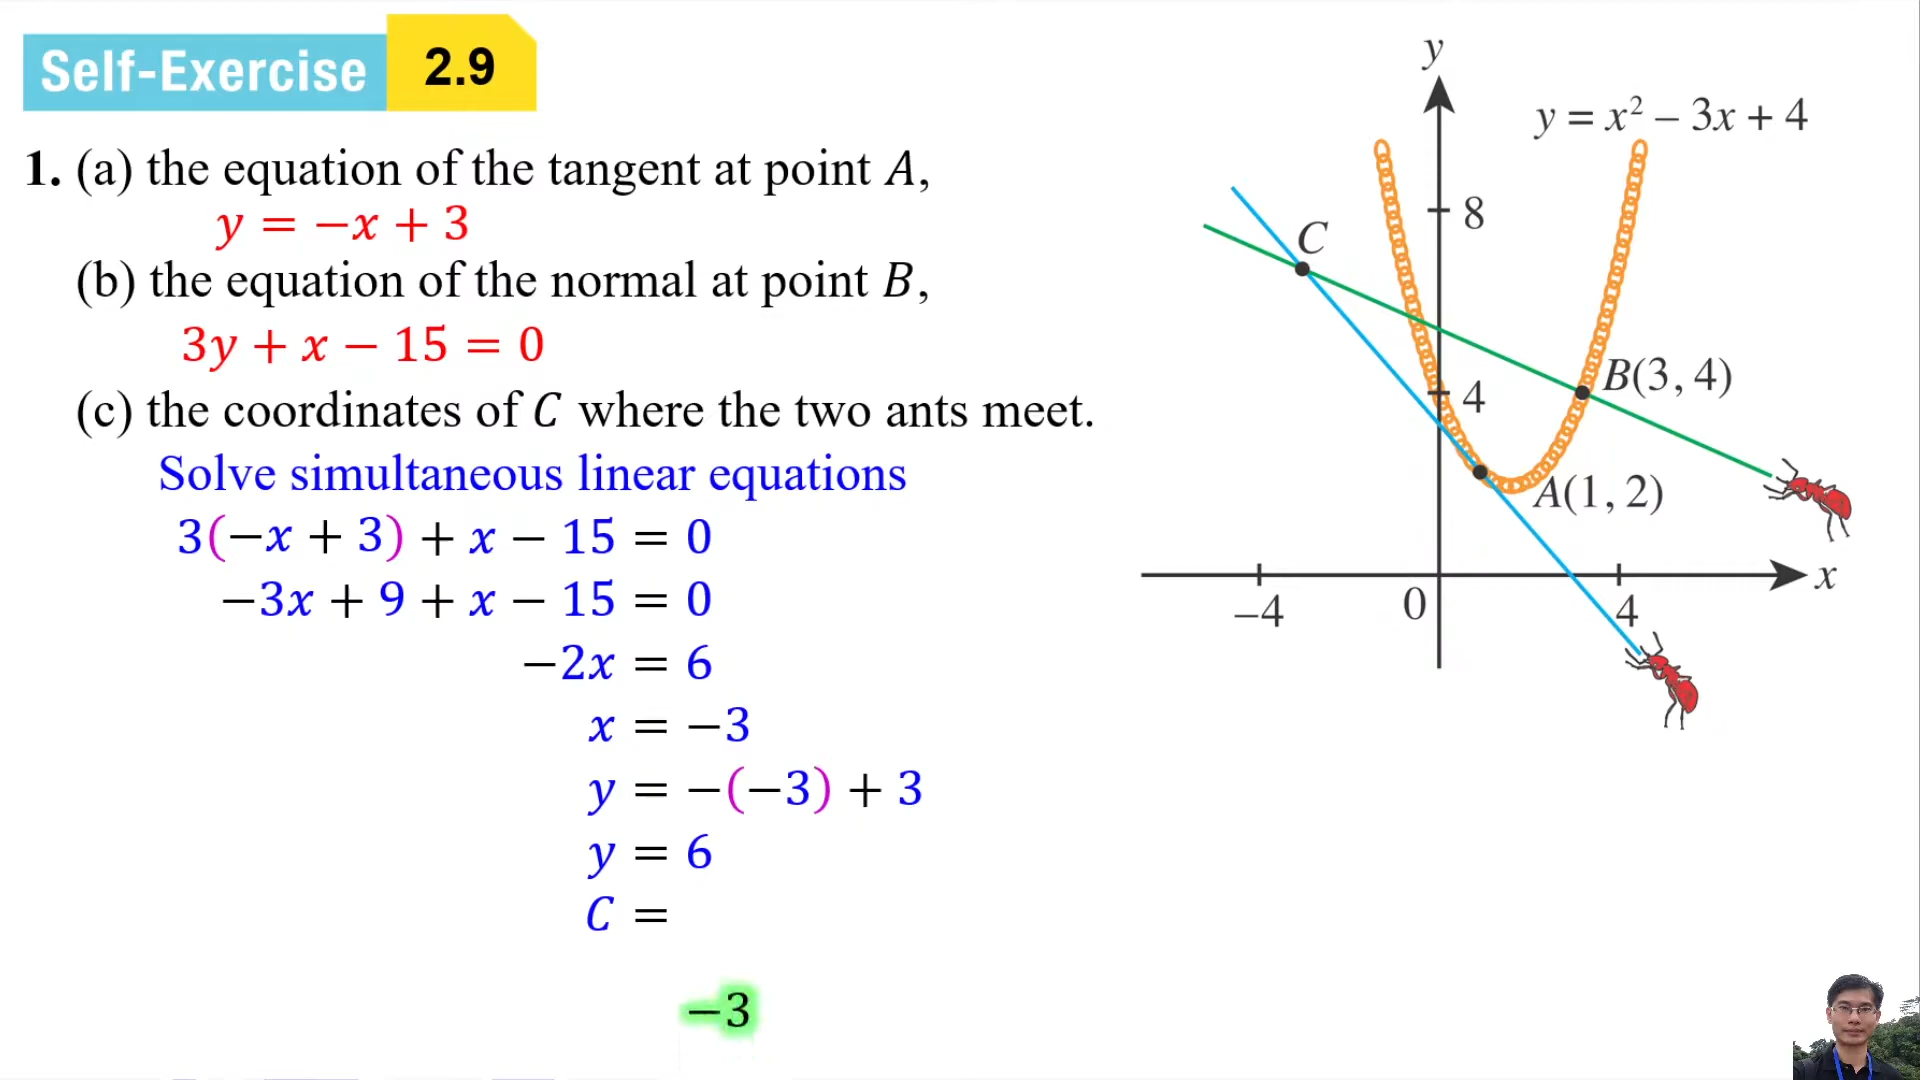 Self-Exercise 2.9
1. (a) the equation of the tangent at point A,
y = −x + 3
(b) the equation of the normal at point B,
3y + x − 15 = 0
(c) the coordinates of C where the two ants meet.
Solve simultaneous linear equations
3(−x + 3) + x − 15 = 0
−3x + 9 + x − 15 = 0
−2x = 6
x = −3
y = −(−3) + 3
y = 6
C =
−3
y
y = x² – 3x + 4
8
C
B(3, 4)
4
A(1, 2)
x
–4
0
4